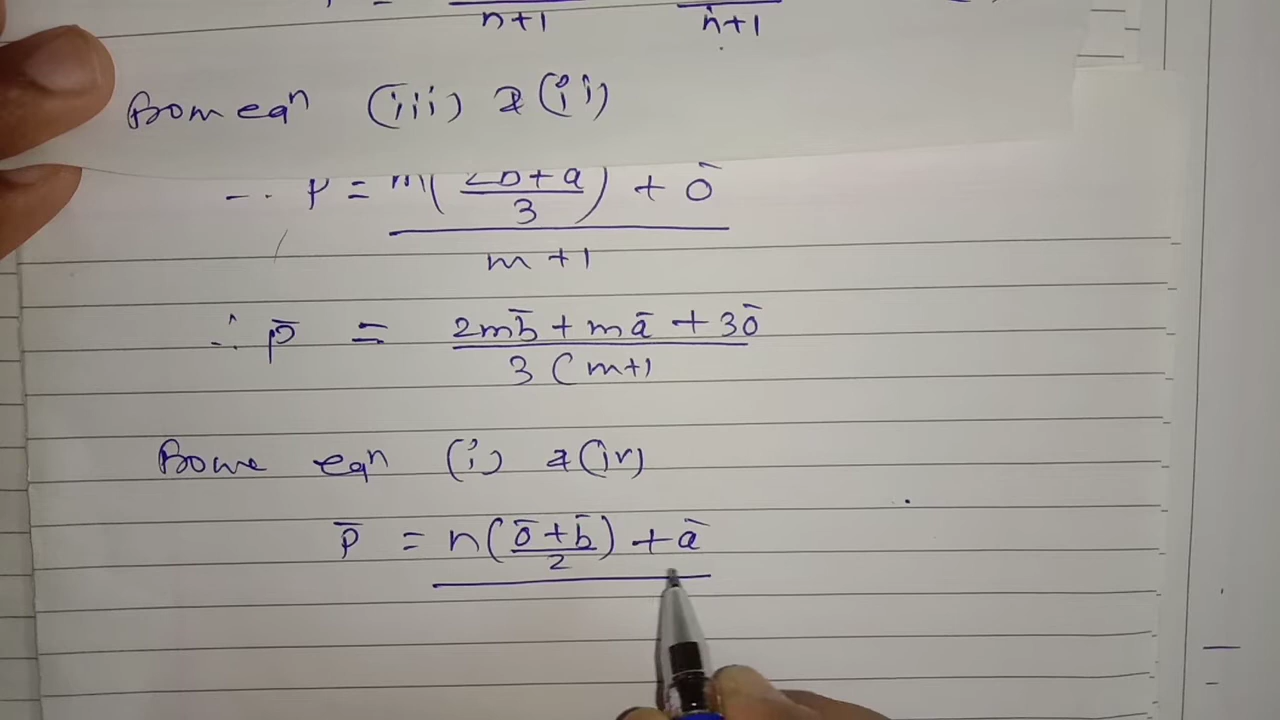 n+1 n+1
From eqⁿ (iii) & (ii)
∴ P = m( 2b+a / 3 ) + ō
m+1
∴ p̄ = 2mb̄ + mā + 3ō
3 (m+1
From eqⁿ (i) & (iv)
p̄ = n( ō+b̄ / 2 ) + ā